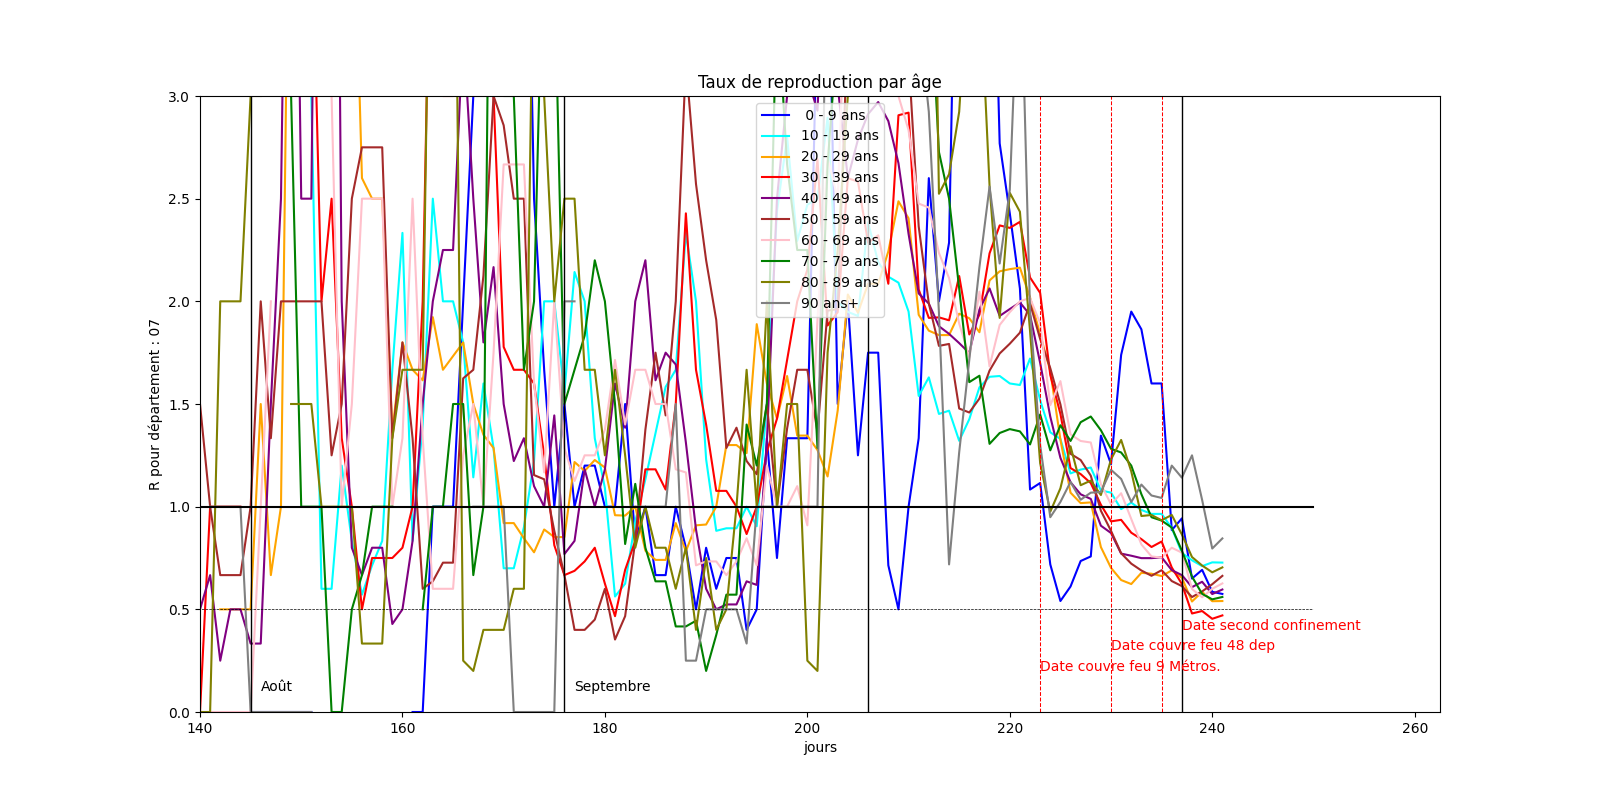 Taux de reproduction par âge
R pour département : 07
3.0
2.5
2.0
1.5
1.0
0.5
0.0
0 - 9 ans
10 - 19 ans
20 - 29 ans
30 - 39 ans
40 - 49 ans
50 - 59 ans
60 - 69 ans
70 - 79 ans
80 - 89 ans
90 ans+
Date second confinement
Date couvre feu 48 dep
Date couvre feu 9 Métros.
Août
Septembre
140
160
180
200
220
240
260
jours